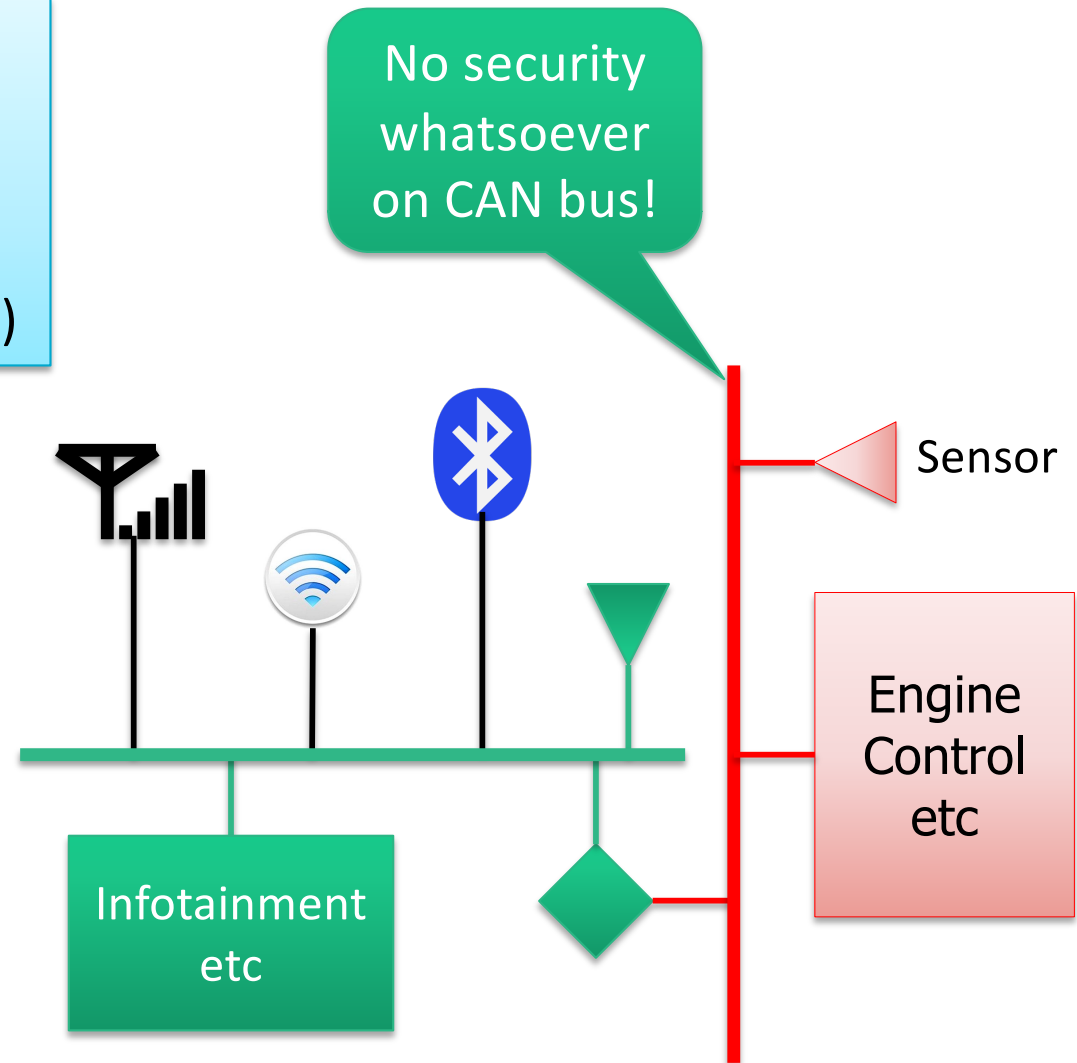 No security
whatsoever
on CAN bus!
)
Sensor
Engine
Control
etc
Infotainment
etc